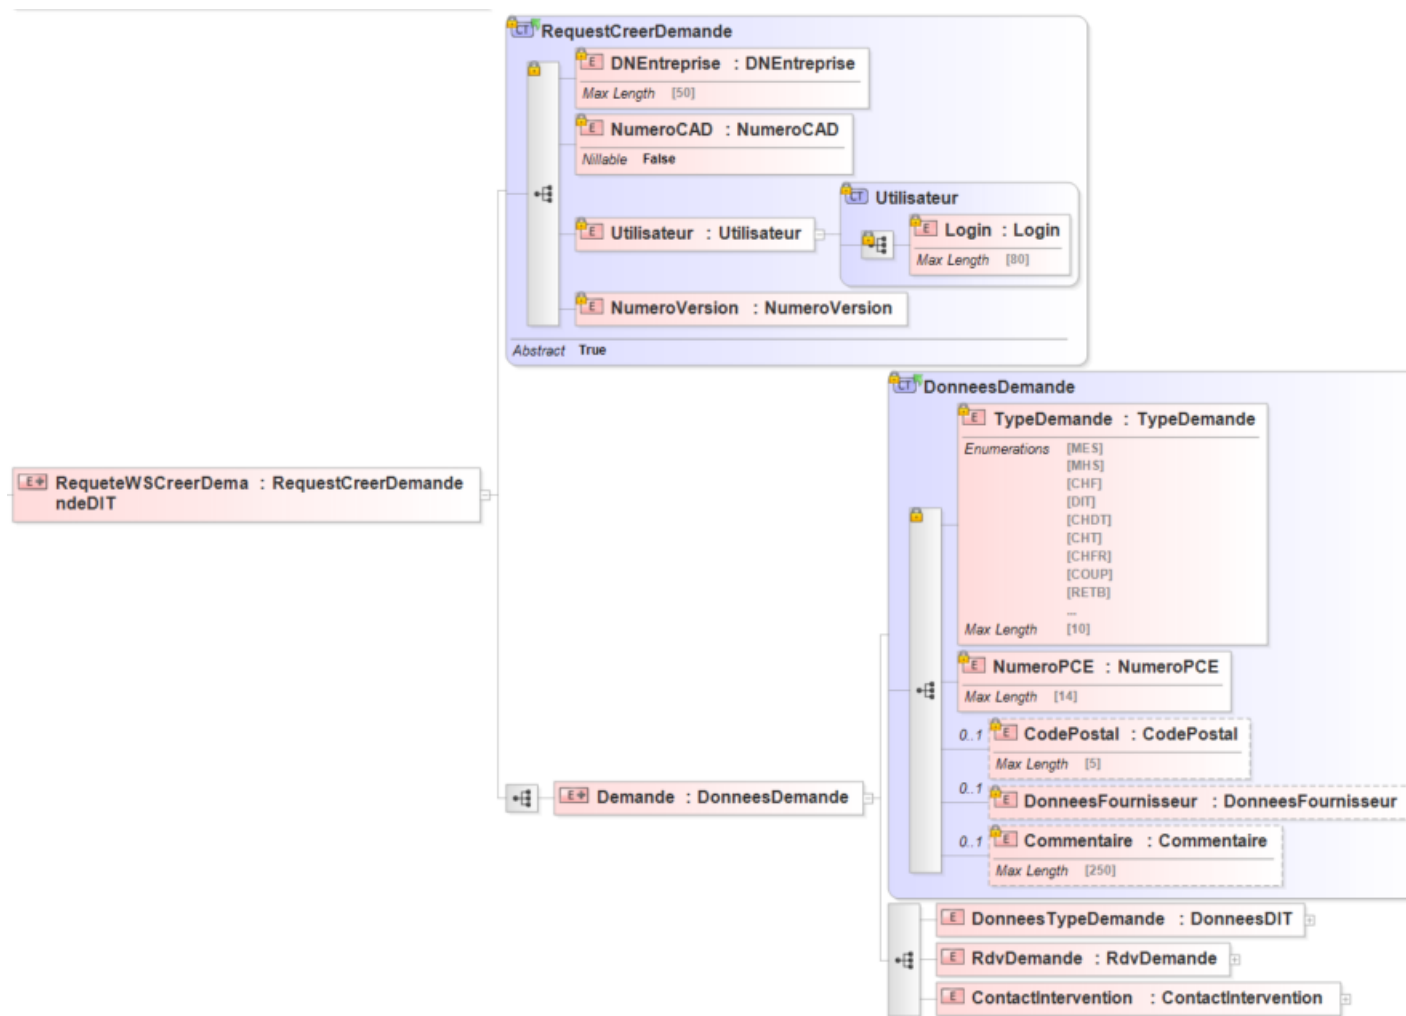 CT RequestCreerDemande
E DNEntreprise : DNEntreprise
Max Length [50]
E NumeroCAD : NumeroCAD
Nillable False
CT Utilisateur
E Utilisateur : Utilisateur
E Login : Login
Max Length [80]
E NumeroVersion : NumeroVersion
Abstract True
CT DonneesDemande
E TypeDemande : TypeDemande
Enumerations [MES]
[MHS]
[CHF]
[DIT]
[CHDT]
[CHT]
[CHFR]
[COUP]
[RETB]
...
Max Length [10]
E RequeteWSCreerDema : RequestCreerDemande
ndeDIT
E NumeroPCE : NumeroPCE
Max Length [14]
0..1 E CodePostal : CodePostal
Max Length [5]
E Demande : DonneesDemande
0..1 E DonneesFournisseur : DonneesFournisseur
0..1 E Commentaire : Commentaire
Max Length [250]
E DonneesTypeDemande : DonneesDIT
E RdvDemande : RdvDemande
E ContactIntervention : ContactIntervention